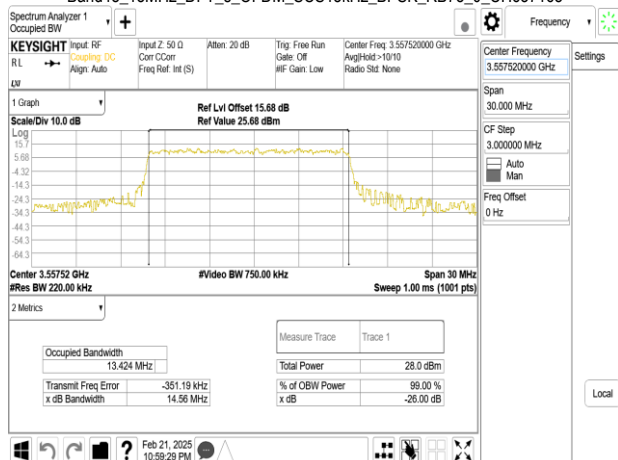 Spectrum Analyzer 1
Occupied BW
+
Frequency
KEYSIGHT
RL
Input: RF
Coupling: DC
Align: Auto
Input Z: 50 Ω
Corr CCorr
Freq Ref: Int (S)
Atten: 20 dB
Trig: Free Run
Gate: Off
#IF Gain: Low
Center Freq: 3.557520000 GHz
Avg|Hold:>10/10
Radio Std: None
Center Frequency
3.557520000 GHz
Settings
Span
30.000 MHz
CF Step
3.000000 MHz
Auto
Man
Freq Offset
0 Hz
Local
1 Graph
Scale/Div 10.0 dB
Ref Lvl Offset 15.68 dB
Ref Value 25.68 dBm
Log
15.7
5.68
-4.32
-14.3
-24.3
-34.3
-44.3
-54.3
-64.3
Center 3.55752 GHz
#Video BW 750.00 kHz
Span 30 MHz
#Res BW 220.00 kHz
Sweep 1.00 ms (1001 pts)
2 Metrics
Measure Trace
Trace 1
Occupied Bandwidth
13.424 MHz
Total Power
28.0 dBm
Transmit Freq Error
-351.19 kHz
% of OBW Power
99.00 %
x dB Bandwidth
14.56 MHz
x dB
-26.00 dB
?
Feb 21, 2025
10:59:29 PM